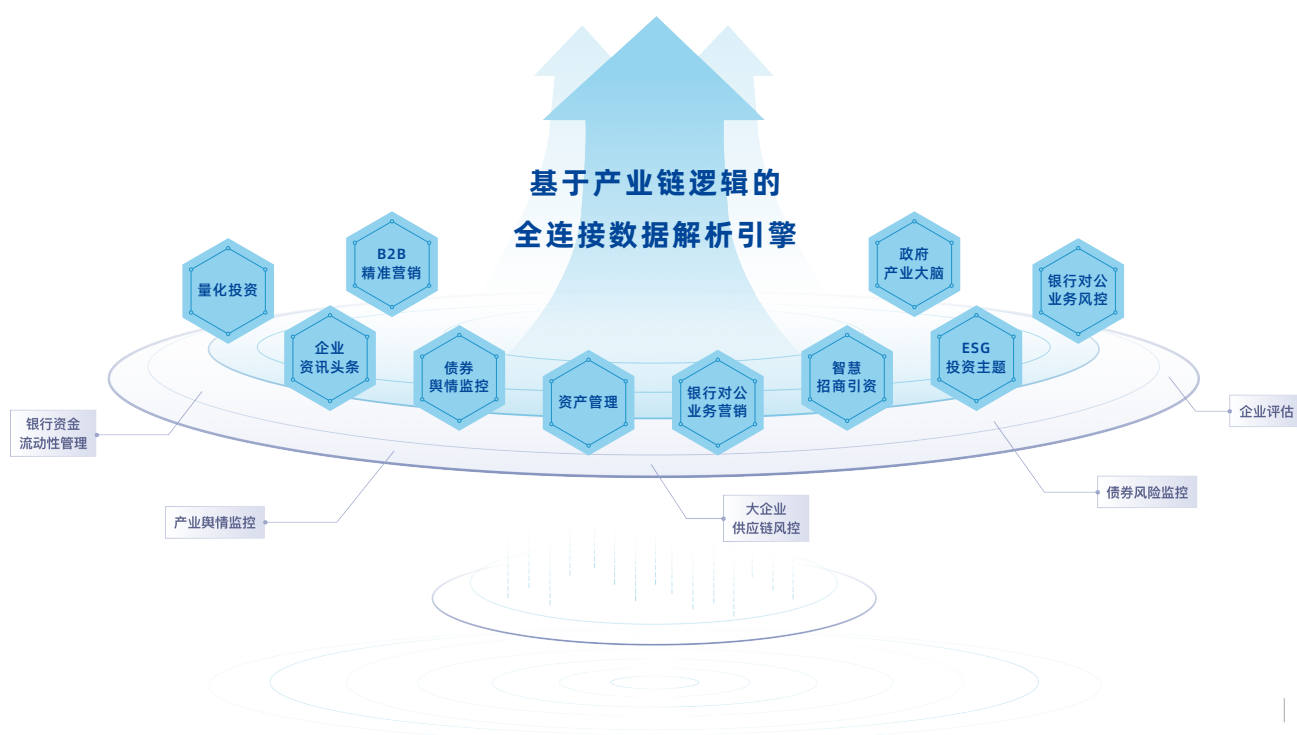 基于产业链逻辑的
全连接数据解析引擎
量化投资
B2B
精准营销
企业
资讯头条
债券
舆情监控
资产管理
银行对公
业务营销
智慧
招商引资
政府
产业大脑
ESG
投资主题
银行对公
业务风控
银行资金
流动性管理
产业舆情监控
大企业
供应链风控
债券风险监控
企业评估